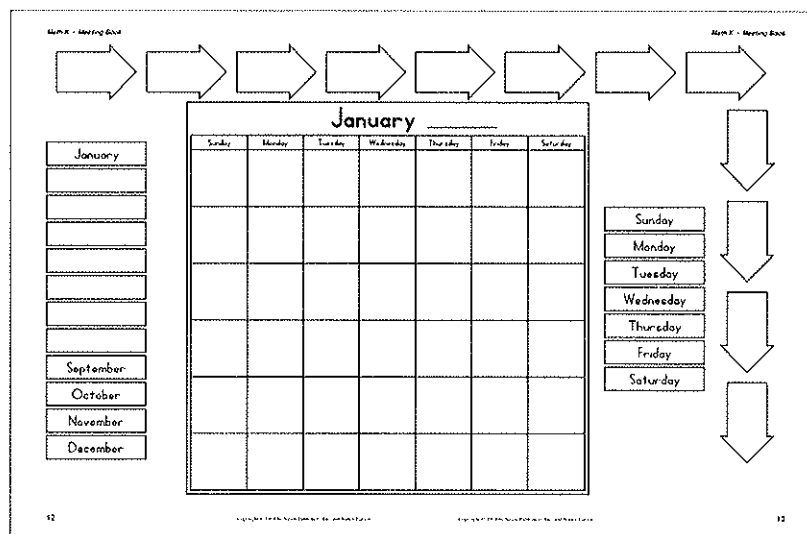 Math K - Meeting Book
Math K - Meeting Book
January
Sunday Monday Tuesday Wednesday Thursday Friday Saturday
January
September
October
November
December
Sunday
Monday
Tuesday
Wednesday
Thursday
Friday
Saturday
12
13